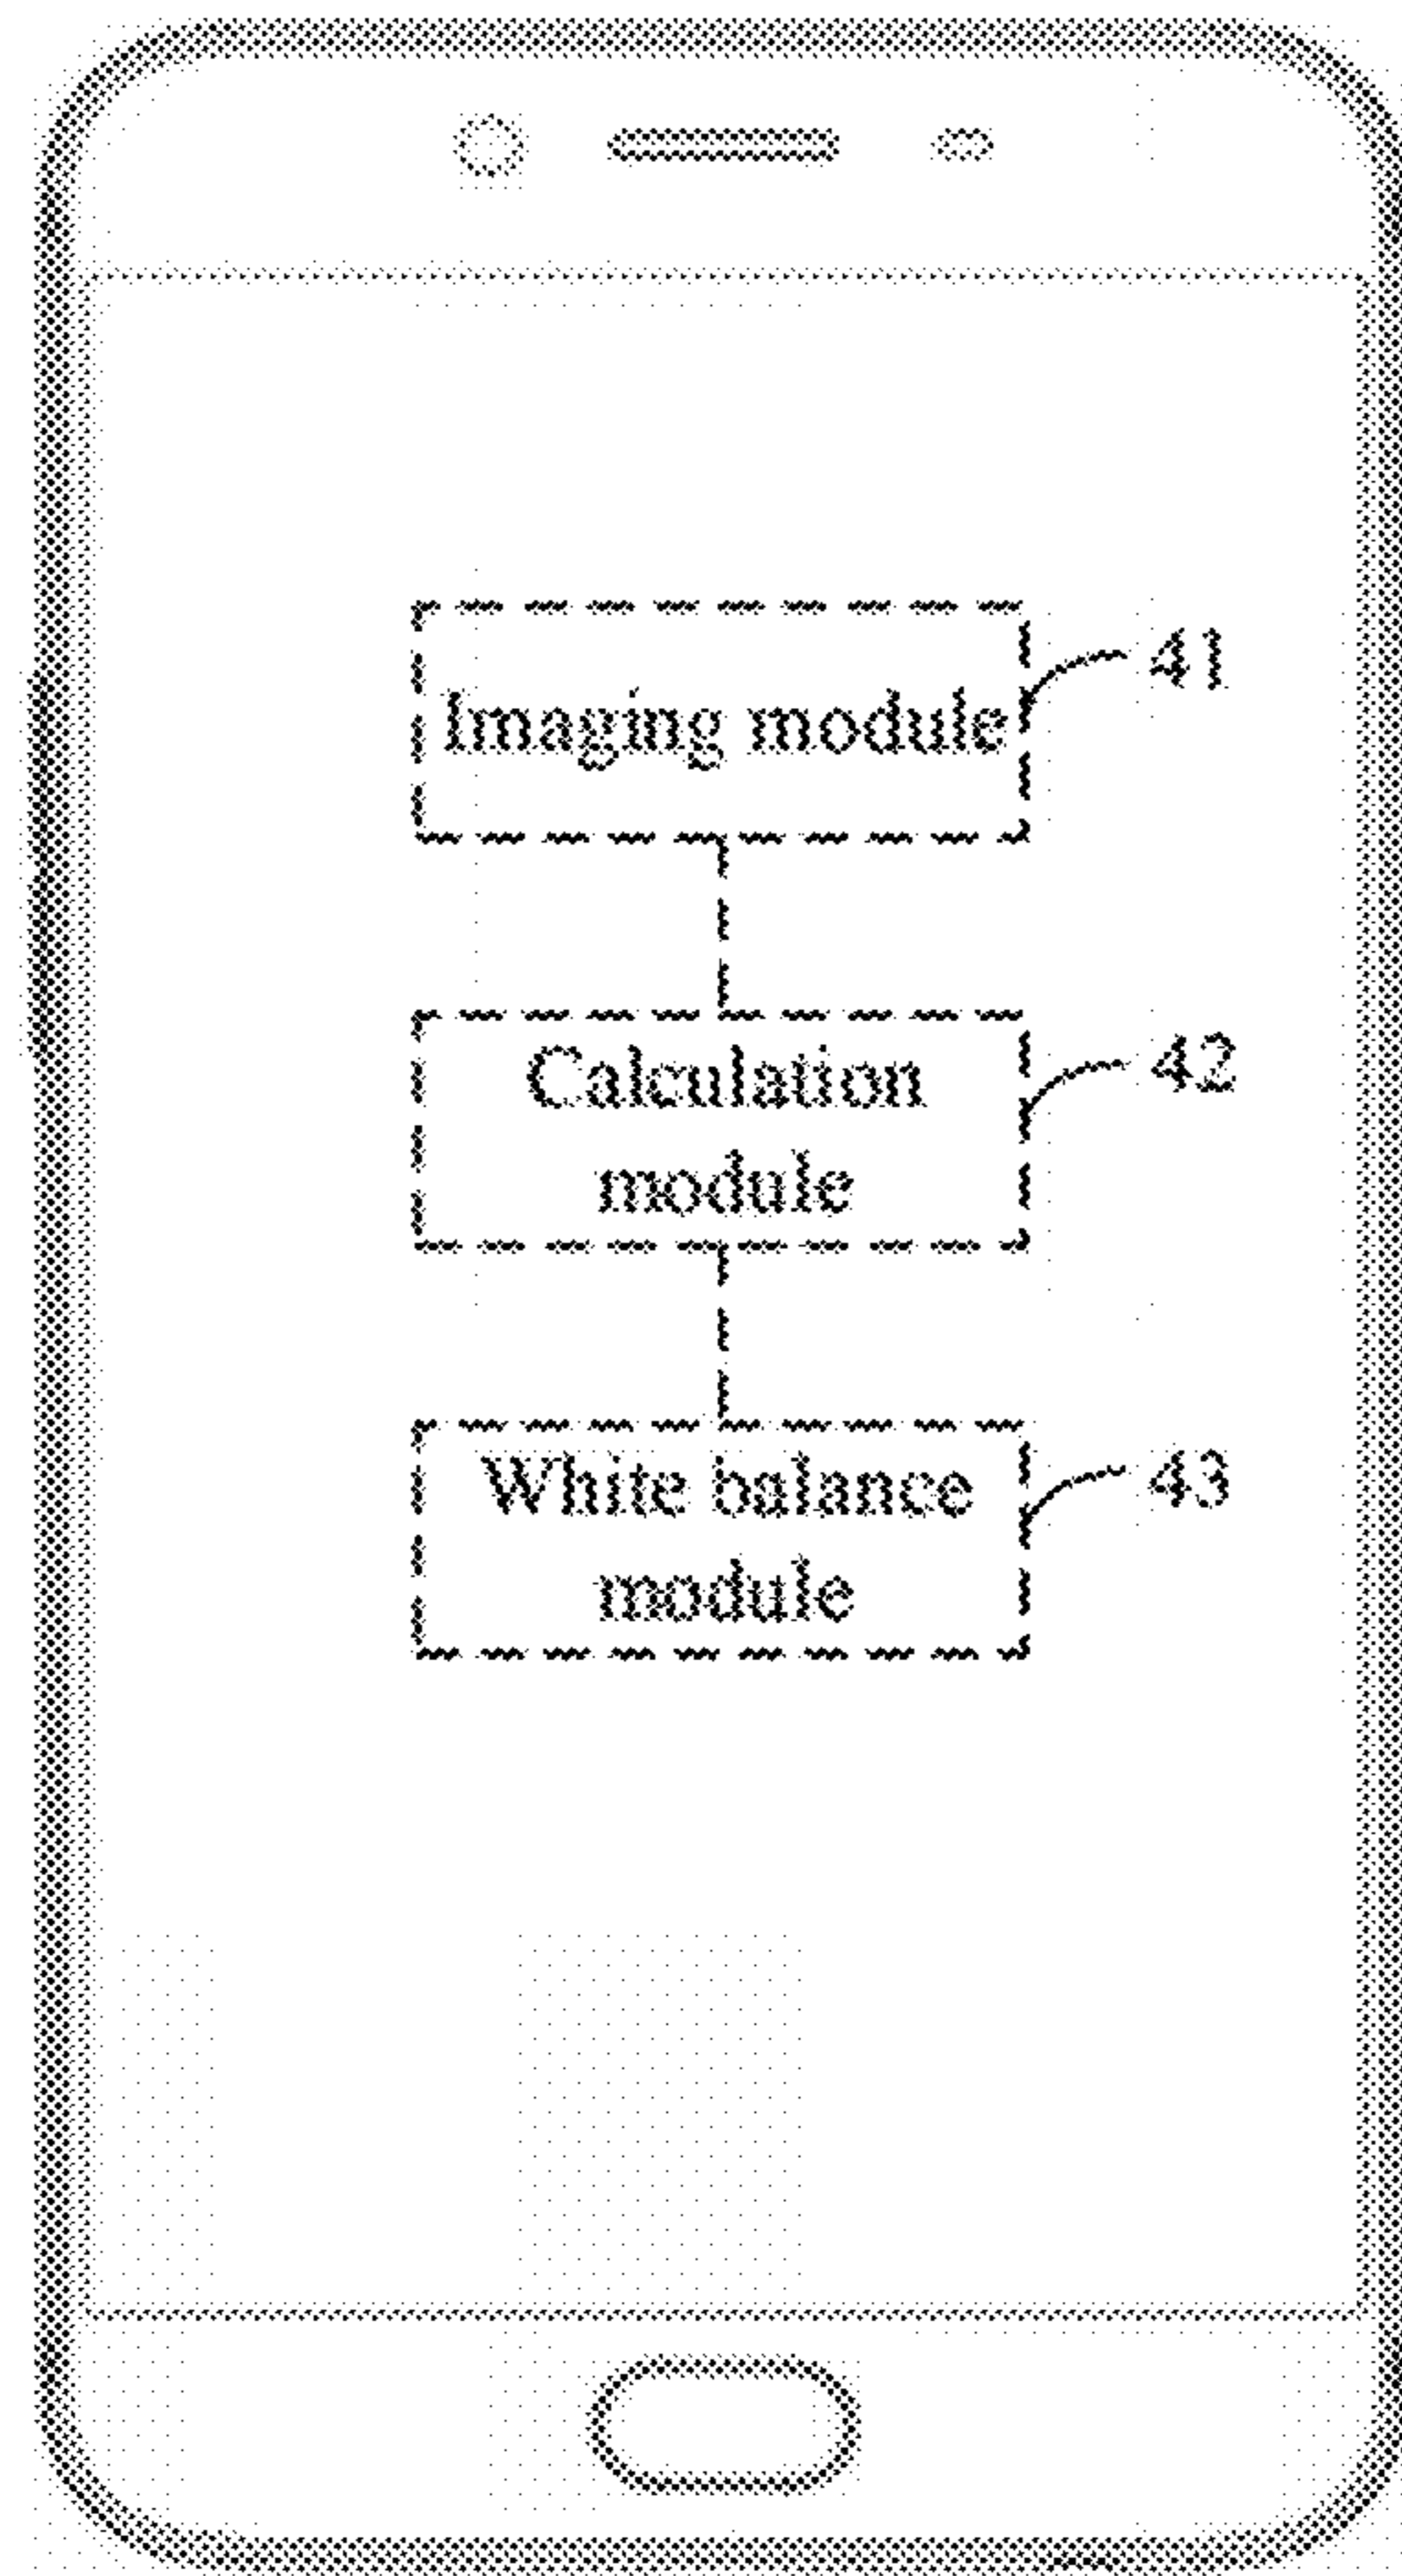 Imaging module
41
Calculation
module
42
White balance
module
43